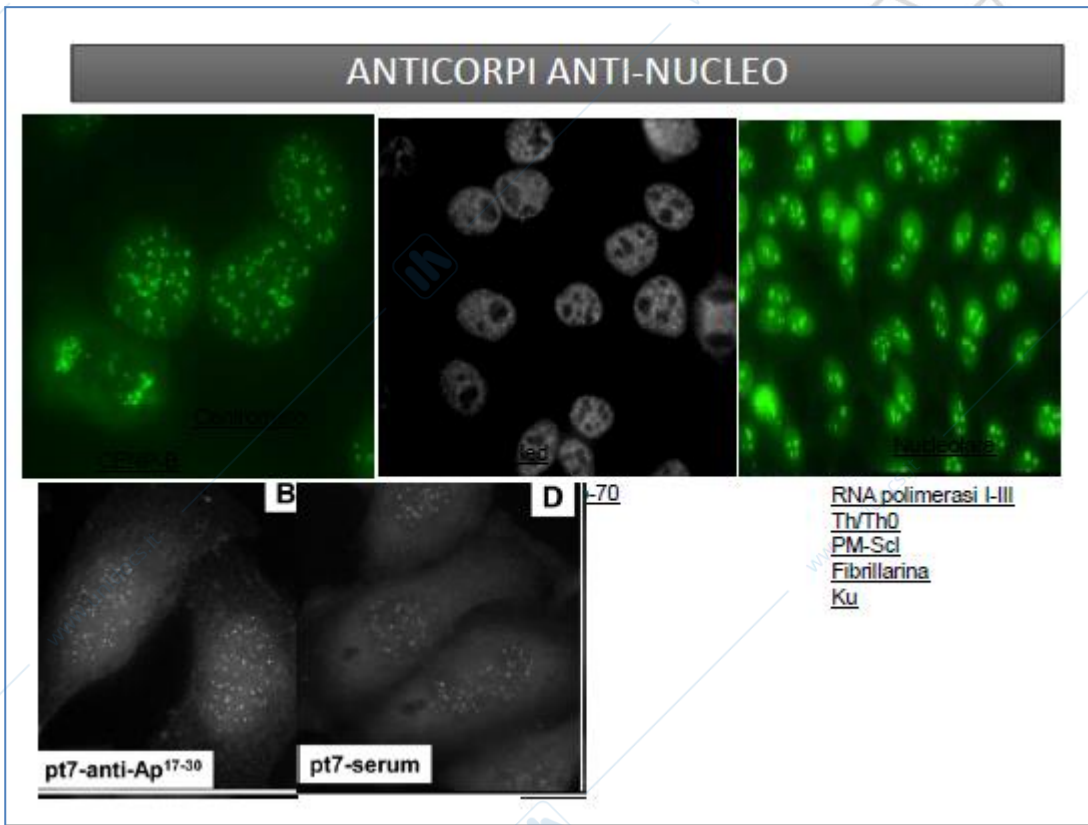 ANTICORPI ANTI-NUCLEO
Centromero
CENP-B
led
Nucleolare
B
D
-70
RNA polimerasi I-III
Th/Th0
PM-Scl
Fibrillarina
Ku
pt7-anti-Ap17-30
pt7-serum